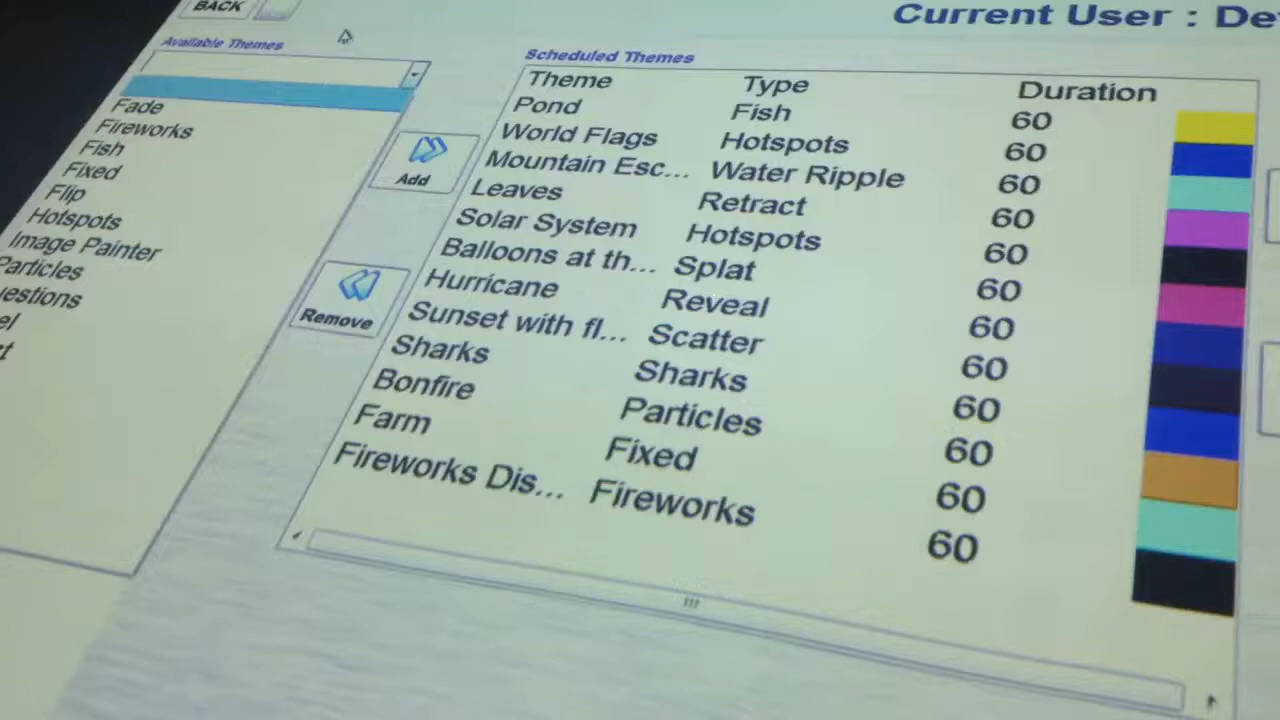 BACK
Current User : De
Available Themes
Fade
Fireworks
Fish
Fixed
Flip
Hotspots
Image Painter
Particles
estions
Add
Remove
Scheduled Themes
Theme Type Duration
Pond Fish 60
World Flags Hotspots 60
Mountain Esc... Water Ripple 60
Leaves Retract 60
Solar System Hotspots 60
Balloons at th... Splat 60
Hurricane Reveal 60
Sunset with fl... Scatter 60
Sharks Sharks 60
Bonfire Particles 60
Farm Fixed 60
Fireworks Dis... Fireworks 60